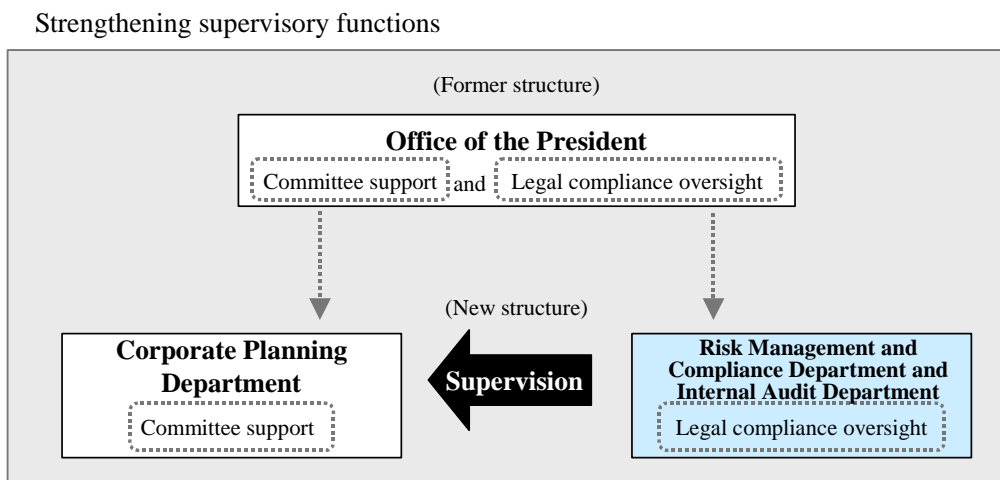 Strengthening supervisory functions
(Former structure)
Office of the President
Committee support and Legal compliance oversight
(New structure)
Corporate Planning
Department
Committee support
Supervision
Risk Management and
Compliance Department and
Internal Audit Department
Legal compliance oversight